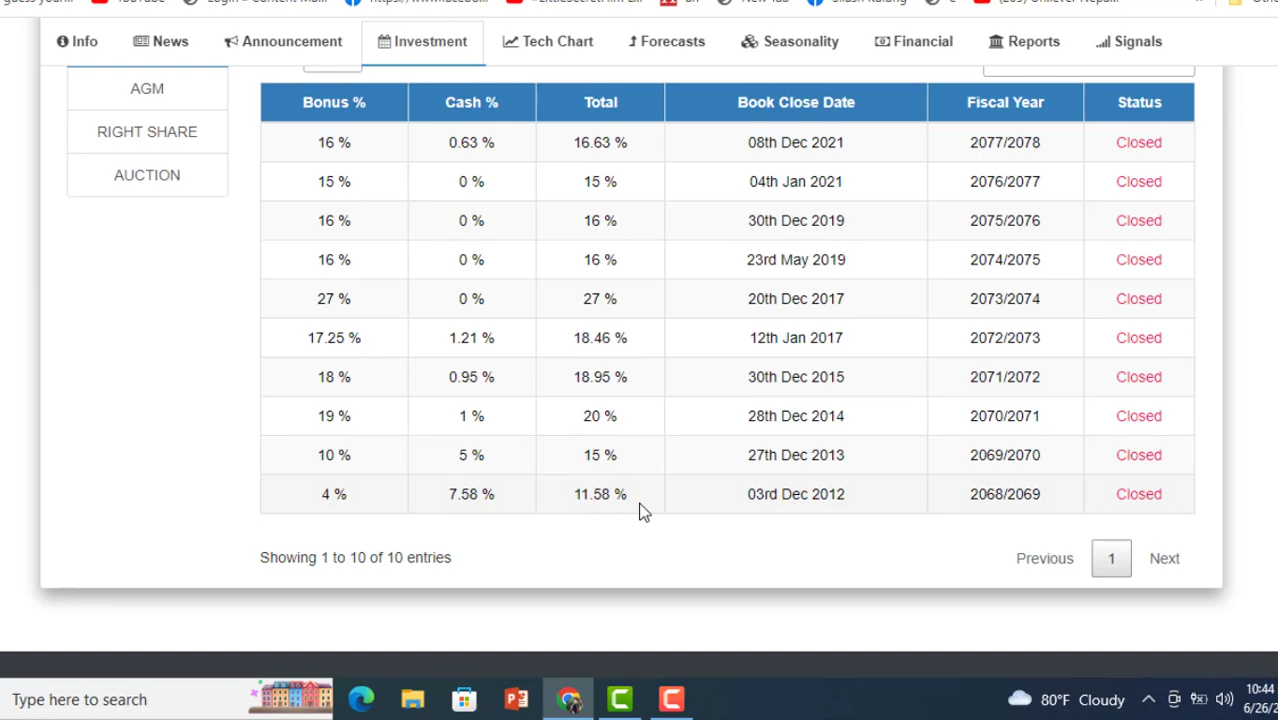 YouTube
New Tab
Info News Announcement Investment Tech Chart Forecasts Seasonality Financial Reports Signals
AGM
RIGHT SHARE
AUCTION
Bonus % Cash % Total Book Close Date Fiscal Year Status
16 % 0.63 % 16.63 % 08th Dec 2021 2077/2078 Closed
15 % 0 % 15 % 04th Jan 2021 2076/2077 Closed
16 % 0 % 16 % 30th Dec 2019 2075/2076 Closed
16 % 0 % 16 % 23rd May 2019 2074/2075 Closed
27 % 0 % 27 % 20th Dec 2017 2073/2074 Closed
17.25 % 1.21 % 18.46 % 12th Jan 2017 2072/2073 Closed
18 % 0.95 % 18.95 % 30th Dec 2015 2071/2072 Closed
19 % 1 % 20 % 28th Dec 2014 2070/2071 Closed
10 % 5 % 15 % 27th Dec 2013 2069/2070 Closed
4 % 7.58 % 11.58 % 03rd Dec 2012 2068/2069 Closed
Showing 1 to 10 of 10 entries Previous 1 Next
Type here to search 80°F Cloudy 10:44
6/26/2